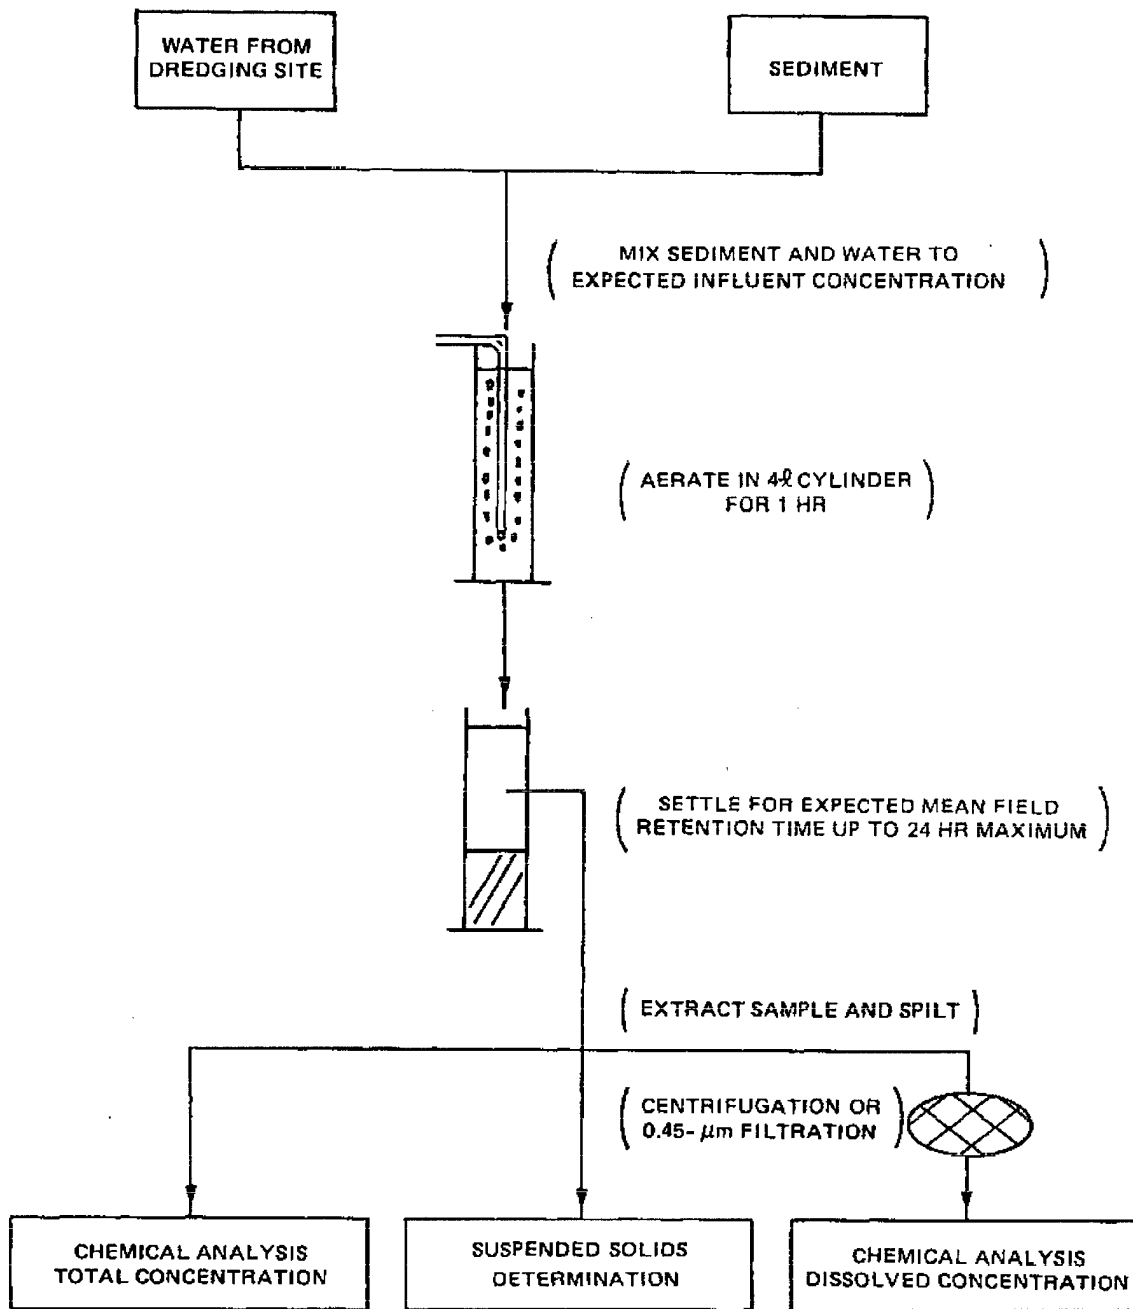 WATER FROM
DREDGING SITE
SEDIMENT
( MIX SEDIMENT AND WATER TO
EXPECTED INFLUENT CONCENTRATION )
( AERATE IN 4-ℓ CYLINDER
FOR 1 HR )
( SETTLE FOR EXPECTED MEAN FIELD
RETENTION TIME UP TO 24 HR MAXIMUM )
( EXTRACT SAMPLE AND SPILT )
( CENTRIFUGATION OR
0.45- μm FILTRATION )
CHEMICAL ANALYSIS
TOTAL CONCENTRATION
SUSPENDED SOLIDS
DETERMINATION
CHEMICAL ANALYSIS
DISSOLVED CONCENTRATION